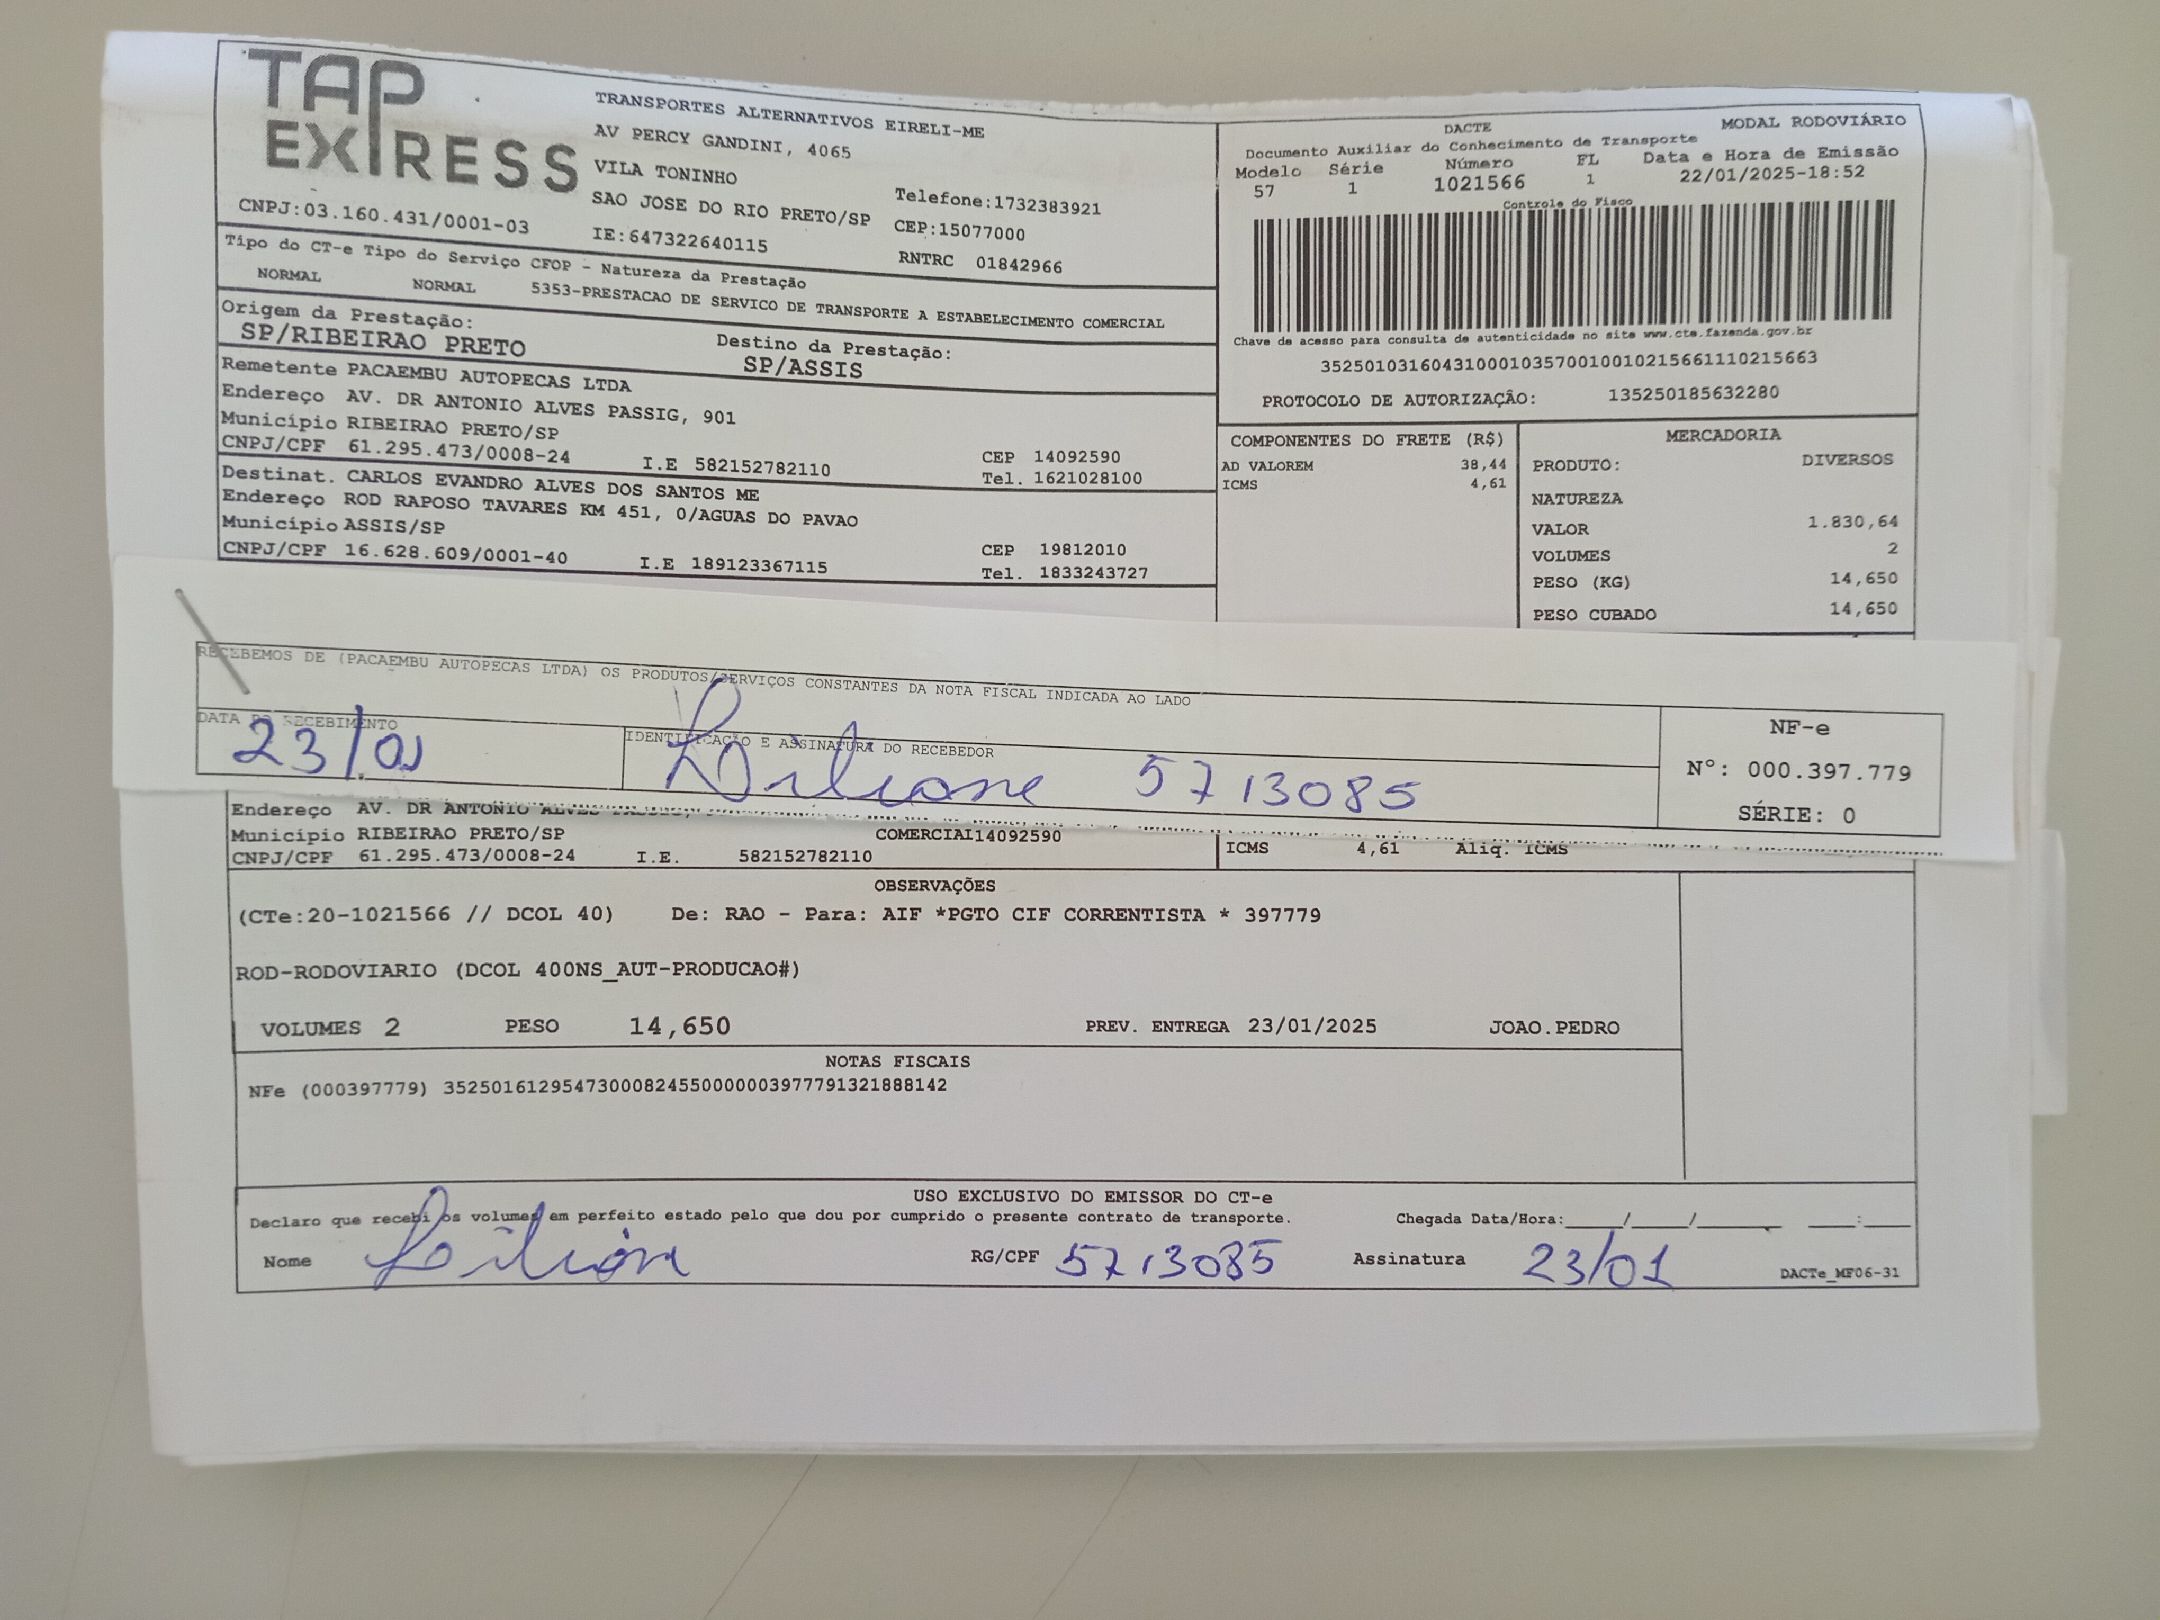 TAP EXPRESS
TRANSPORTES ALTERNATIVOS EIRELI-ME
AV PERCY GANDINI, 4065
VILA TONINHO
SAO JOSE DO RIO PRETO/SP
Telefone:1732383921
CEP:15077000
CNPJ:03.160.431/0001-03
IE:647322640115
RNTRC 01842966
Tipo do CT-e Tipo do Serviço CFOP - Natureza da Prestação
NORMAL NORMAL 5353-PRESTACAO DE SERVICO DE TRANSPORTE A ESTABELECIMENTO COMERCIAL
Origem da Prestação:
SP/RIBEIRAO PRETO
Destino da Prestação:
SP/ASSIS
Remetente PACAEMBU AUTOPECAS LTDA
Endereço AV. DR ANTONIO ALVES PASSIG, 901
Município RIBEIRAO PRETO/SP
CEP 14092590
CNPJ/CPF 61.295.473/0008-24 I.E 582152782110 Tel. 1621028100
Destinat. CARLOS EVANDRO ALVES DOS SANTOS ME
Endereço ROD RAPOSO TAVARES KM 451, 0/AGUAS DO PAVAO
Município ASSIS/SP
CEP 19812010
CNPJ/CPF 16.628.609/0001-40 I.E 189123367115 Tel. 1833243727
DACTE
MODAL RODOVIÁRIO
Documento Auxiliar do Conhecimento de Transporte
Modelo Série Número FL Data e Hora de Emissão
57 1 1021566 1 22/01/2025-18:52
Controle do Fisco
Chave de acesso para consulta de autenticidade no site www.cte.fazenda.gov.br
35250103160431000103570010010215661110215663
PROTOCOLO DE AUTORIZAÇÃO: 135250185632280
COMPONENTES DO FRETE (R$)
AD VALOREM 38,44
ICMS 4,61
MERCADORIA
PRODUTO: DIVERSOS
NATUREZA
VALOR 1.830,64
VOLUMES 2
PESO (KG) 14,650
PESO CUBADO 14,650
RECEBEMOS DE (PACAEMBU AUTOPECAS LTDA) OS PRODUTOS/SERVIÇOS CONSTANTES DA NOTA FISCAL INDICADA AO LADO
DATA DO RECEBIMENTO
23/01
IDENTIFICAÇÃO E ASSINATURA DO RECEBEDOR
5713085
NF-e
N°: 000.397.779
SÉRIE: 0
Endereço AV. DR ANTONIO ALVES PASSIG,
Município RIBEIRAO PRETO/SP COMERCIAL14092590
CNPJ/CPF 61.295.473/0008-24 I.E. 582152782110
ICMS 4,61 Aliq. ICMS
OBSERVAÇÕES
(CTe:20-1021566 // DCOL 40) De: RAO - Para: AIF *PGTO CIF CORRENTISTA * 397779
ROD-RODOVIARIO (DCOL 400NS_AUT-PRODUCAO#)
VOLUMES 2 PESO 14,650 PREV. ENTREGA 23/01/2025 JOAO.PEDRO
NOTAS FISCAIS
NFe (000397779) 35250161295473000824550000003977791321888142
USO EXCLUSIVO DO EMISSOR DO CT-e
Declaro que recebi os volumes em perfeito estado pelo que dou por cumprido o presente contrato de transporte. Chegada Data/Hora:____/____/______ ____:____
Nome RG/CPF 5713085 Assinatura 23/01
DACTe_MF06-31